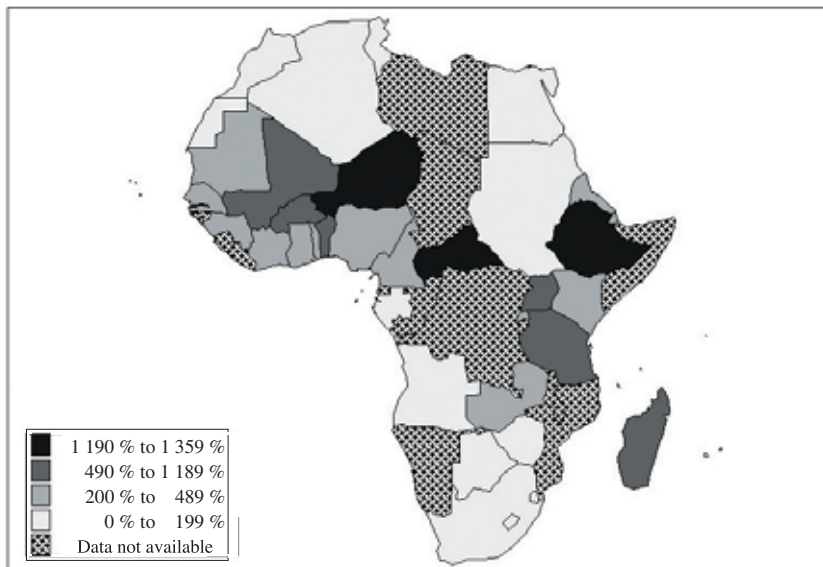 1 190 % to 1 359 %
490 % to 1 189 %
200 % to 489 %
0 % to 199 %
Data not available